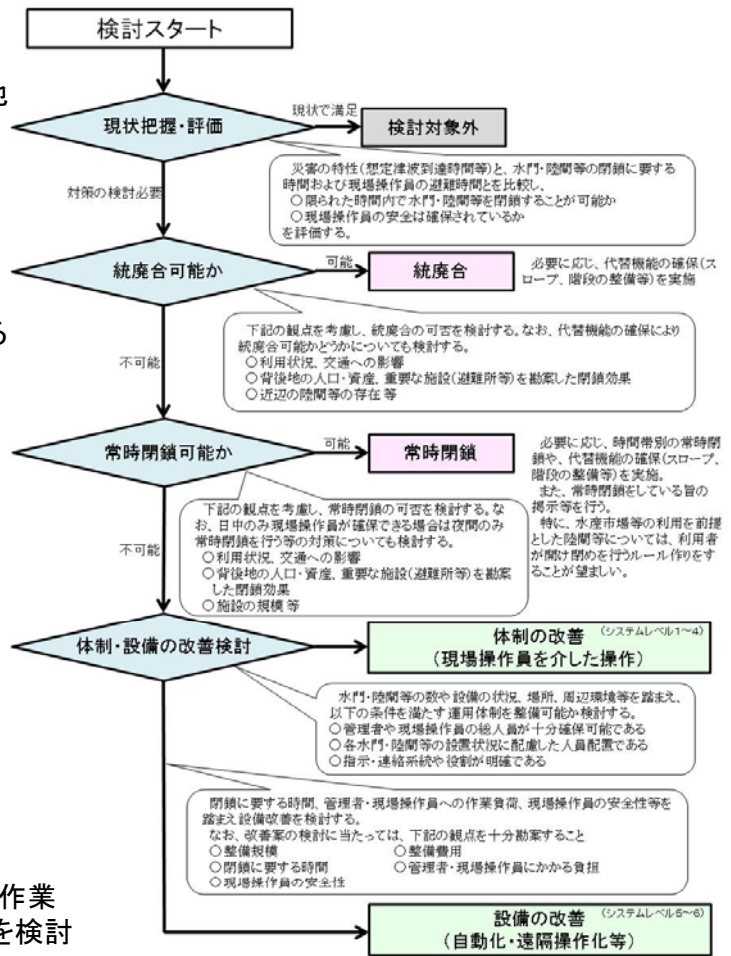 検討スタート
地
現状把握・評価
現状で満足
検討対象外
災害の特性(想定津波到達時間等)と、水門・陸閘等の閉鎖に要する
時間および現場操作員の避難時間とを比較し、
○限られた時間内で水門・陸閘等を閉鎖することが可能か
○現場操作員の安全は確保されているか
を評価する。
対策の検討必要
統廃合可能か
可能
統廃合
必要に応じ、代替機能の確保(ス
ロープ、階段の整備等)を実施
る
下記の観点を考慮し、統廃合の可否を検討する。なお、代替機能の確保により
統廃合可能かどうかについても検討する。
○利用状況、交通への影響
○背後地の人口・資産、重要な施設(避難所等)を勘案した閉鎖効果
○近辺の陸閘等の存在 等
不可能
常時閉鎖可能か
可能
常時閉鎖
必要に応じ、時間帯別の常時閉
鎖や、代替機能の確保(スロープ、
階段の整備等)を実施。
また、常時閉鎖をしている旨の
掲示等を行う。
特に、水産市場等の利用を前提
とした陸閘等については、利用者
が開け閉めを行うルール作りをす
ることが望ましい。
下記の観点を考慮し、常時閉鎖の可否を検討する。な
お、日中のみ現場操作員が確保できる場合は夜間のみ
常時閉鎖を行う等の対策についても検討する。
○利用状況、交通への影響
○背後地の人口・資産、重要な施設(避難所等)を勘案
した閉鎖効果
○施設の規模 等
不可能
体制・設備の改善検討
体制の改善 (システムレベル1~4)
(現場操作員を介した操作)
水門・陸閘等の数や設備の状況、場所、周辺環境等を踏まえ、
以下の条件を満たす運用体制を整備可能か検討する。
○管理者や現場操作員の総人員が十分確保可能である
○各水門・陸閘等の設置状況に配慮した人員配置である
○指示・連絡系統や役割が明確である
閉鎖に要する時間、管理者・現場操作員への作業負荷、現場操作員の安全性等を
踏まえ設備改善を検討する。
なお、改善案の検討に当たっては、下記の観点を十分勘案すること
○整備規模 ○整備費用
○閉鎖に要する時間 ○管理者・現場操作員にかかる負担
○現場操作員の安全性
作業
を検討
設備の改善 (システムレベル5~6)
(自動化・遠隔操作化等)